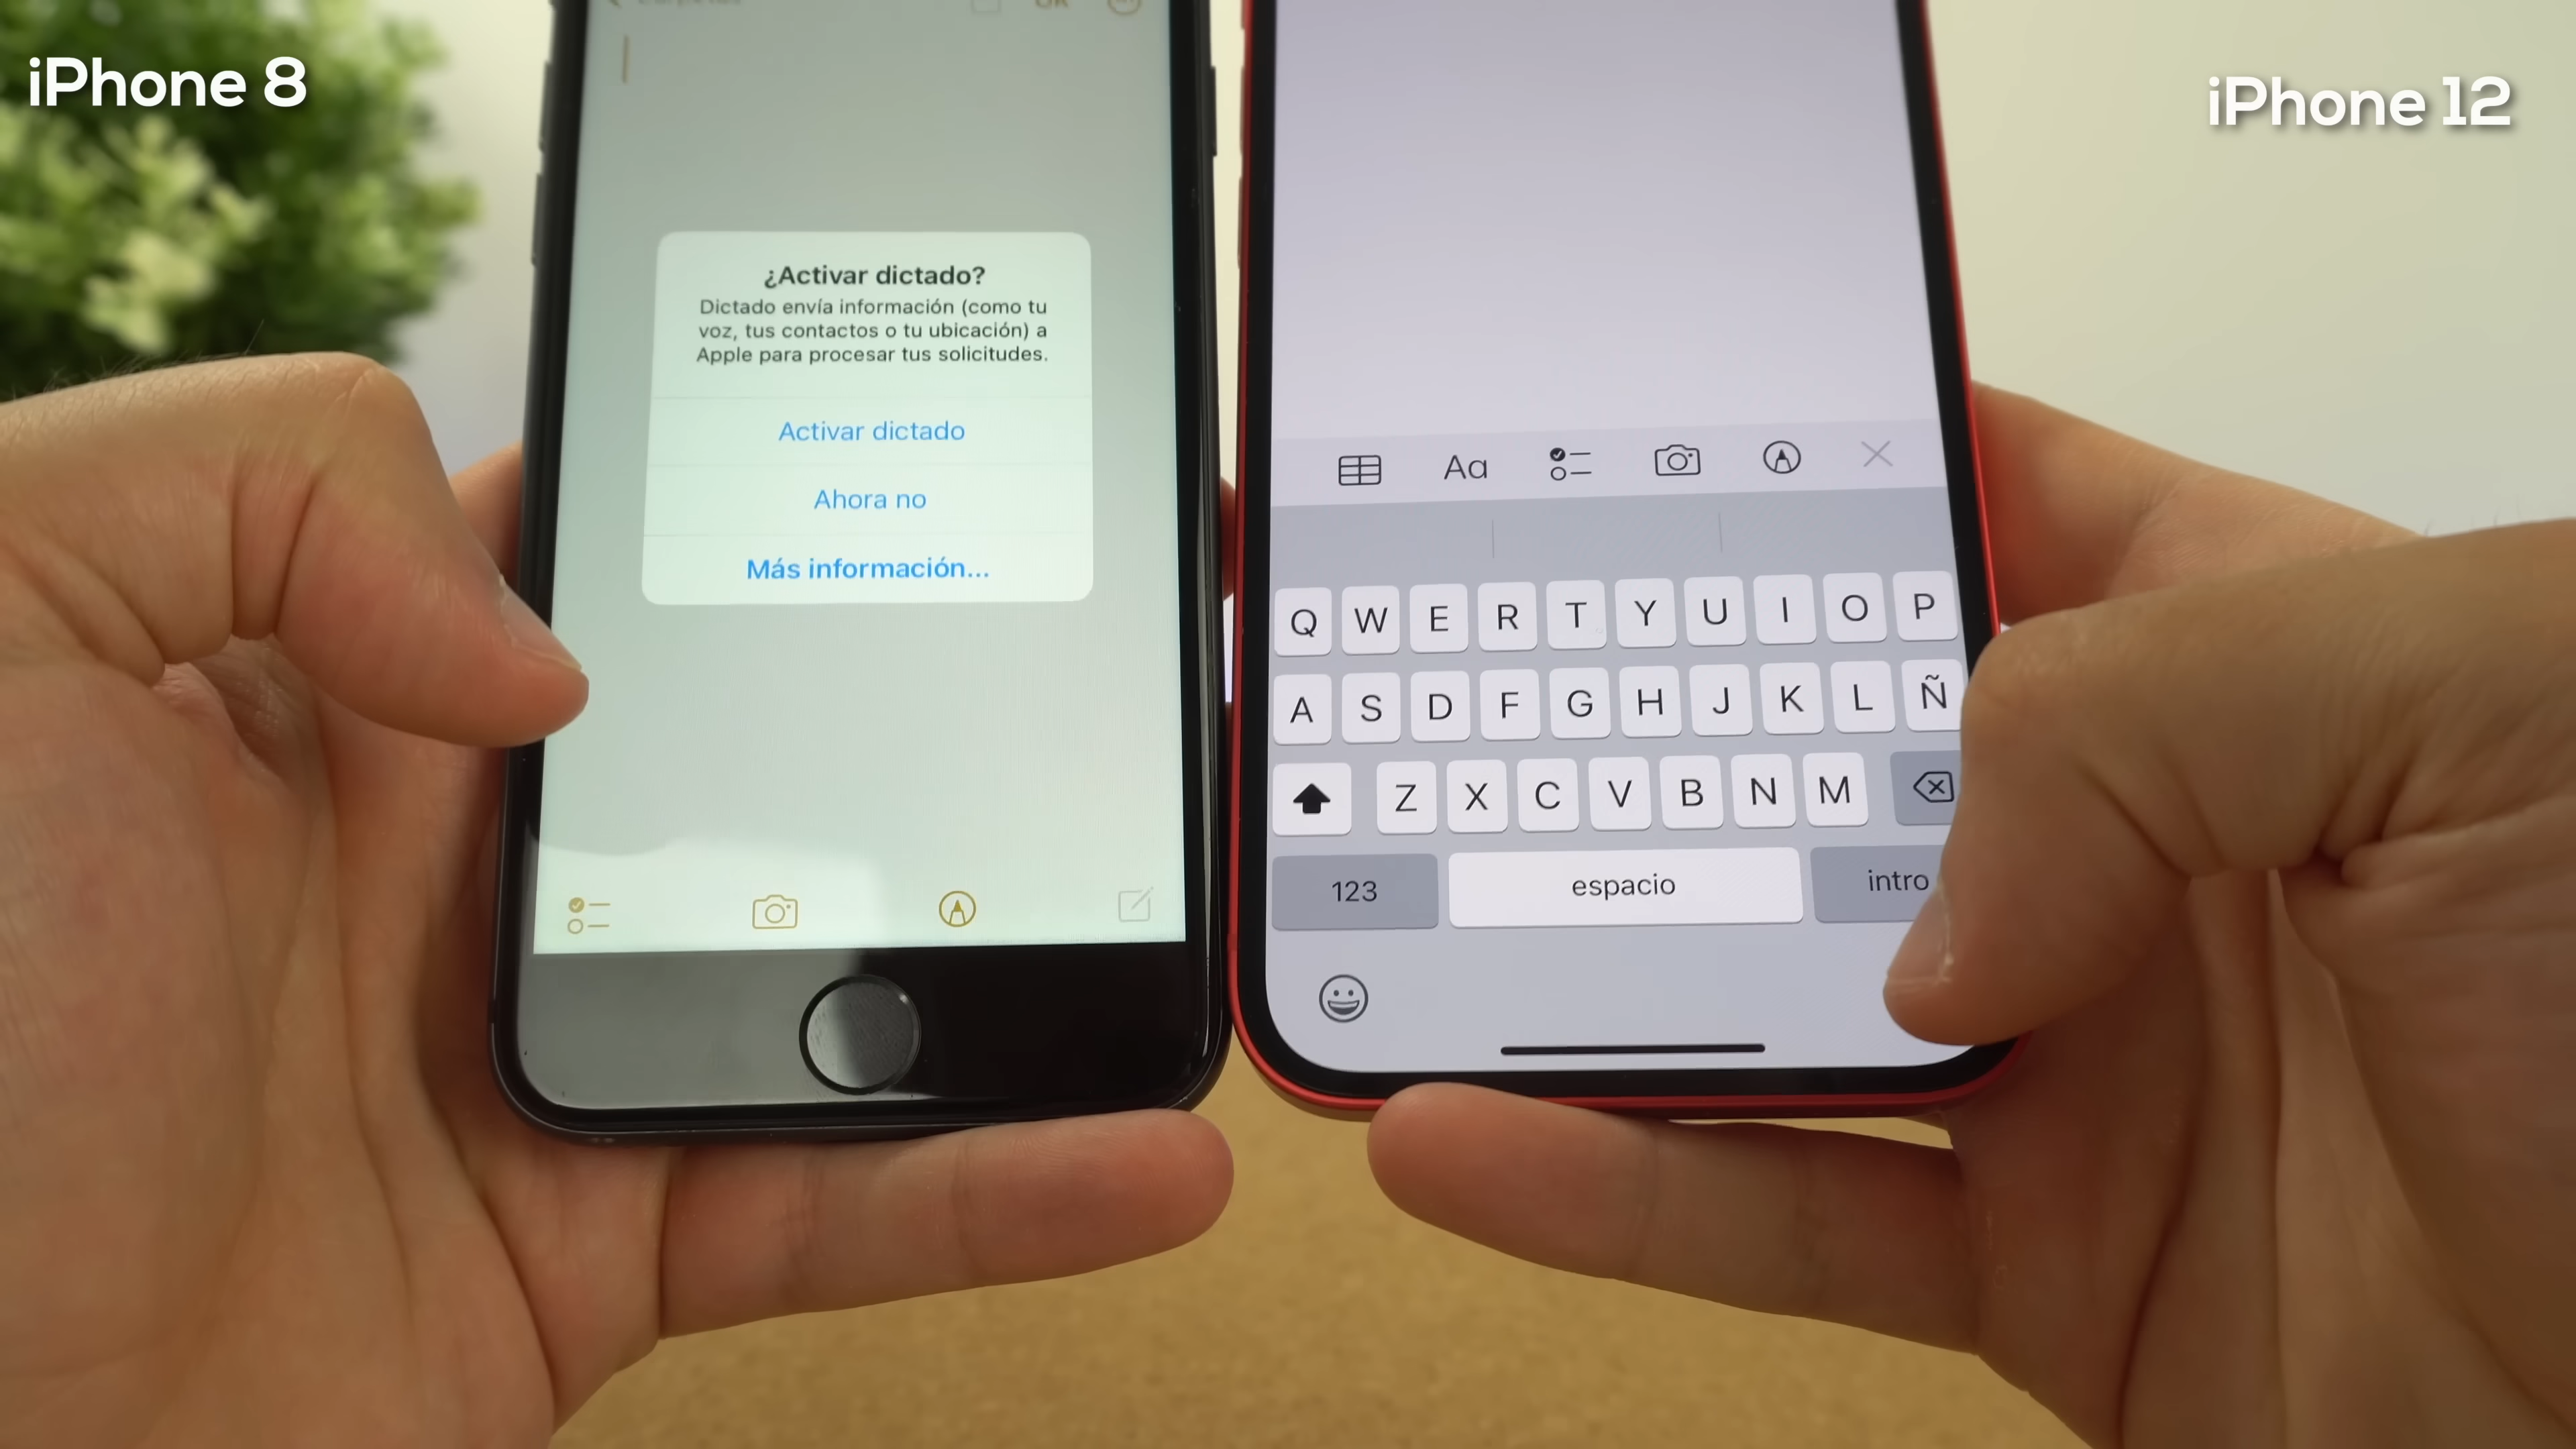 iPhone 8
iPhone 12
OK
¿Activar dictado?
Dictado envía información (como tu
voz, tus contactos o tu ubicación) a
Apple para procesar tus solicitudes.
Activar dictado
Ahora no
Más información...
Aa
Q W E R T Y U I O P
A S D F G H J K L Ñ
Z X C V B N M
123 espacio intro